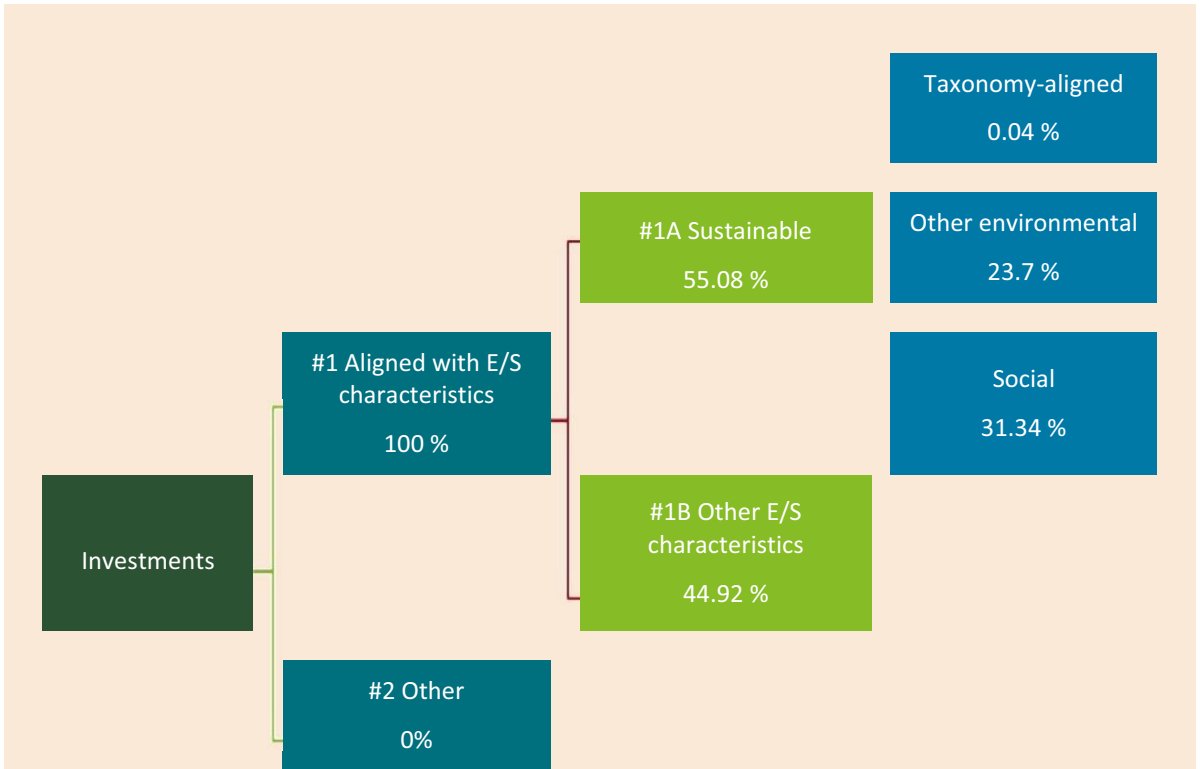 Taxonomy-aligned
0.04 %
#1A Sustainable
55.08 %
Other environmental
23.7 %
#1 Aligned with E/S
characteristics
100 %
Social
31.34 %
Investments
#1B Other E/S
characteristics
44.92 %
#2 Other
0%